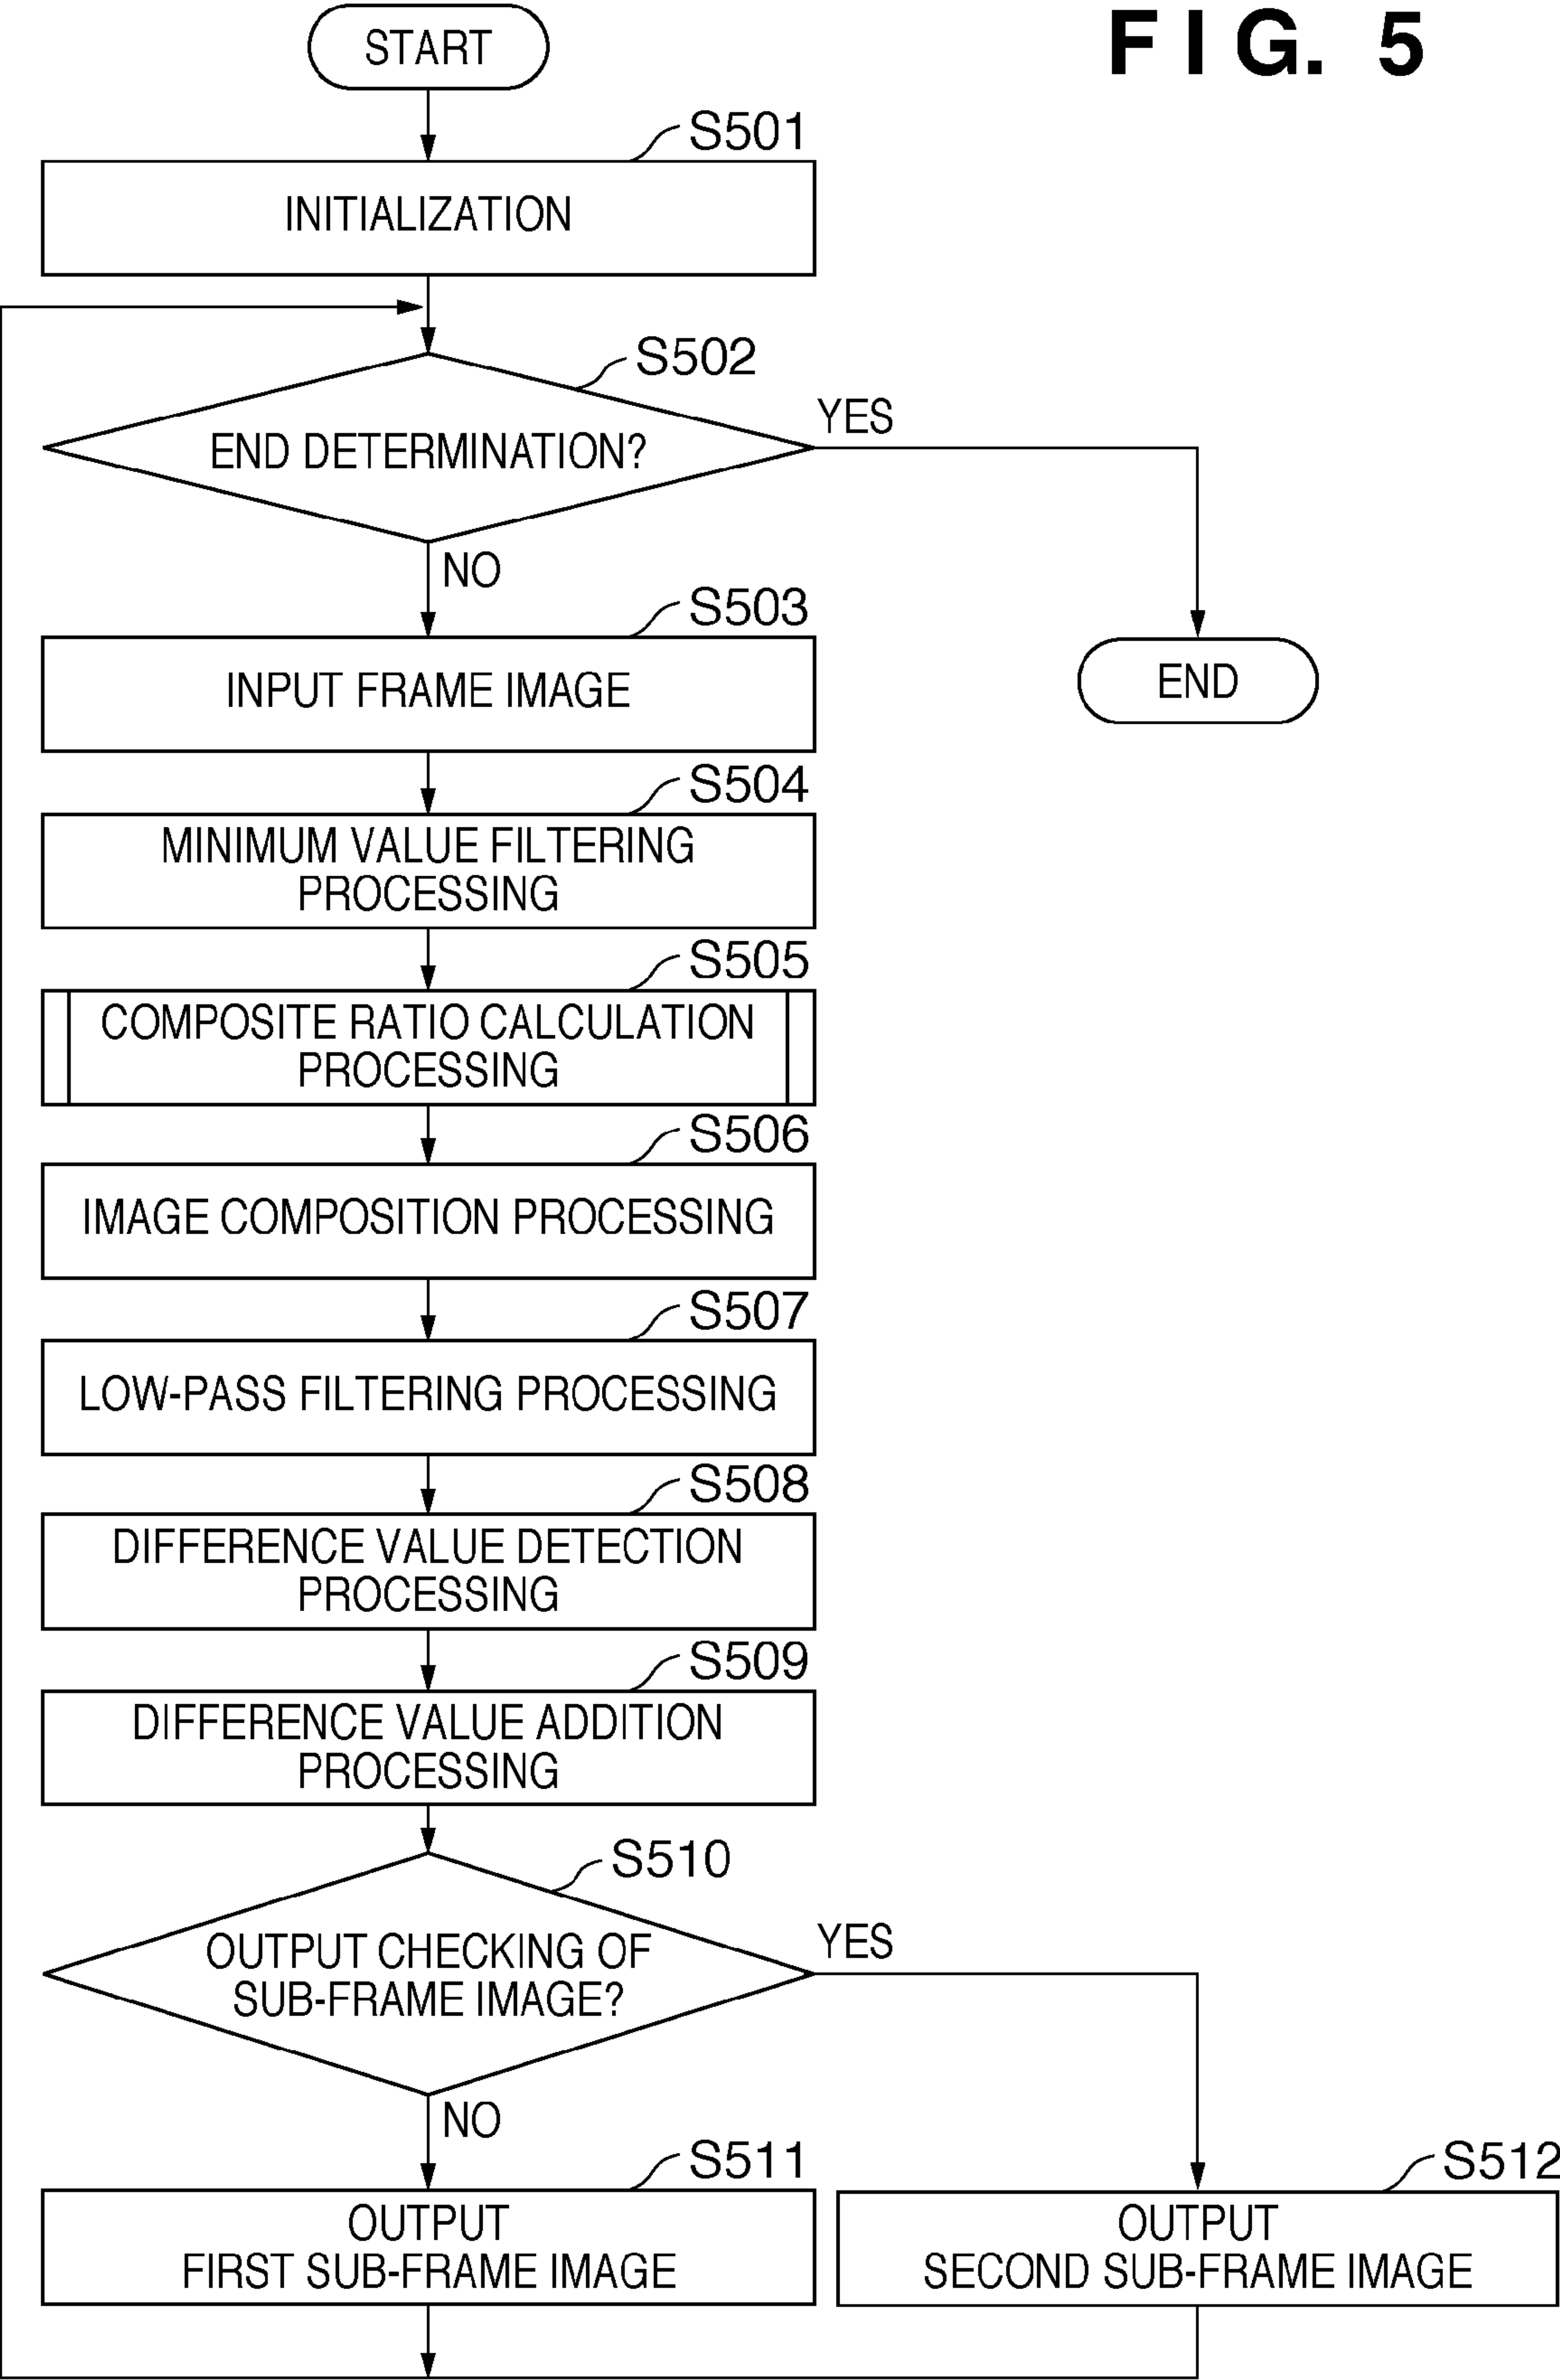 FIG. 5
START
S501
INITIALIZATION
S502
END DETERMINATION?
YES
NO
S503
INPUT FRAME IMAGE
END
S504
MINIMUM VALUE FILTERING
PROCESSING
S505
COMPOSITE RATIO CALCULATION
PROCESSING
S506
IMAGE COMPOSITION PROCESSING
S507
LOW-PASS FILTERING PROCESSING
S508
DIFFERENCE VALUE DETECTION
PROCESSING
S509
DIFFERENCE VALUE ADDITION
PROCESSING
S510
OUTPUT CHECKING OF
SUB-FRAME IMAGE?
YES
NO
S511
OUTPUT
FIRST SUB-FRAME IMAGE
S512
OUTPUT
SECOND SUB-FRAME IMAGE